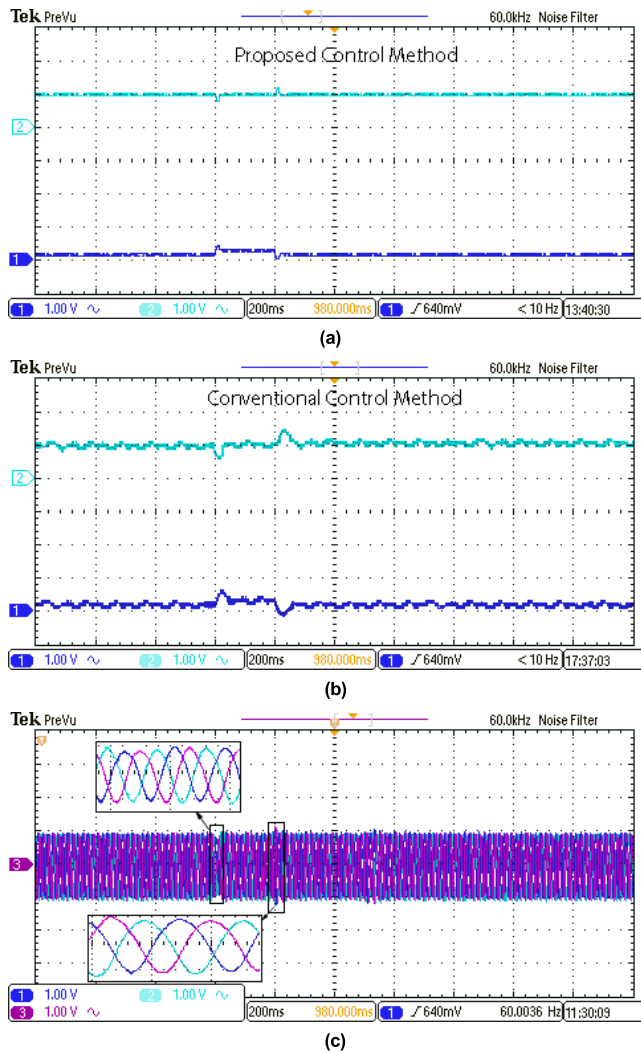 Tek PreVu 60.0kHz Noise Filter
Proposed Control Method
2
1
1 1.00 V 2 1.00 V 200ms 980.000ms 1 640mV < 10 Hz 13:40:30
(a)
Tek PreVu 60.0kHz Noise Filter
Conventional Control Method
2
1
1 1.00 V 2 1.00 V 200ms 980.000ms 1 640mV < 10 Hz 17:37:03
(b)
Tek PreVu 60.0kHz Noise Filter
3
1 1.00 V 2 1.00 V
3 1.00 V 200ms 980.000ms 1 640mV 60.0036 Hz 11:30:09
(c)